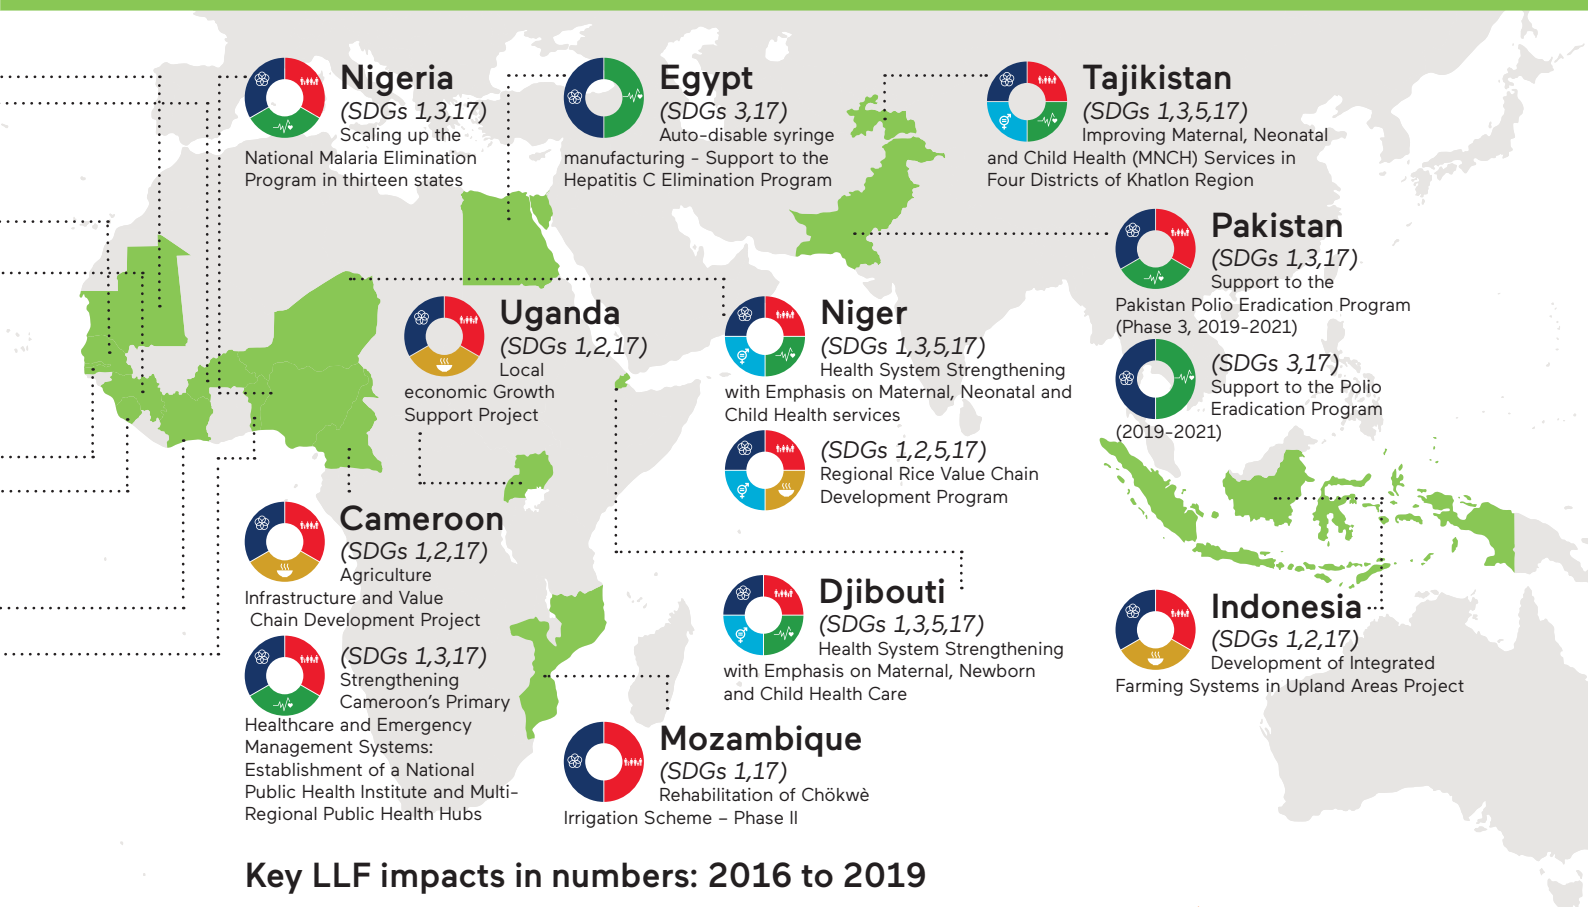 Nigeria
(SDGs 1,3,17)
Scaling up the
National Malaria Elimination
Program in thirteen states
Egypt
(SDGs 3,17)
Auto-disable syringe
manufacturing - Support to the
Hepatitis C Elimination Program
Tajikistan
(SDGs 1,3,5,17)
Improving Maternal, Neonatal
and Child Health (MNCH) Services in
Four Districts of Khatlon Region
Pakistan
(SDGs 1,3,17)
Support to the
Pakistan Polio Eradication Program
(Phase 3, 2019-2021)
(SDGs 3,17)
Support to the Polio
Eradication Program
(2019-2021)
Uganda
(SDGs 1,2,17)
Local
economic Growth
Support Project
Niger
(SDGs 1,3,5,17)
Health System Strengthening
with Emphasis on Maternal, Neonatal and
Child Health services
(SDGs 1,2,5,17)
Regional Rice Value Chain
Development Program
Cameroon
(SDGs 1,2,17)
Agriculture
Infrastructure and Value
Chain Development Project
(SDGs 1,3,17)
Strengthening
Cameroon's Primary
Healthcare and Emergency
Management Systems:
Establishment of a National
Public Health Institute and Multi-
Regional Public Health Hubs
Djibouti
(SDGs 1,3,5,17)
Health System Strengthening
with Emphasis on Maternal, Newborn
and Child Health Care
Indonesia
(SDGs 1,2,17)
Development of Integrated
Farming Systems in Upland Areas Project
Mozambique
(SDGs 1,17)
Rehabilitation of Chökwè
Irrigation Scheme – Phase II
Key LLF impacts in numbers: 2016 to 2019